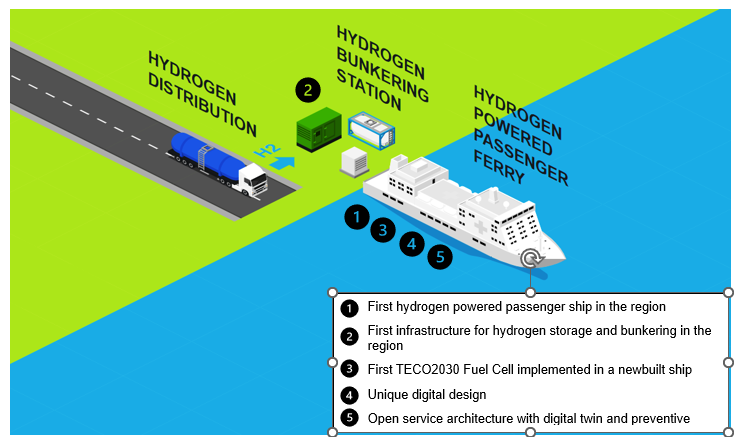 HYDROGEN
DISTRIBUTION
H2
2
HYDROGEN
BUNKERING
STATION
HYDROGEN
POWERED
PASSENGER
FERRY
1
3
4
5
1 First hydrogen powered passenger ship in the region
2 First infrastructure for hydrogen storage and bunkering in the
region
3 First TECO2030 Fuel Cell implemented in a newbuilt ship
4 Unique digital design
5 Open service architecture with digital twin and preventive